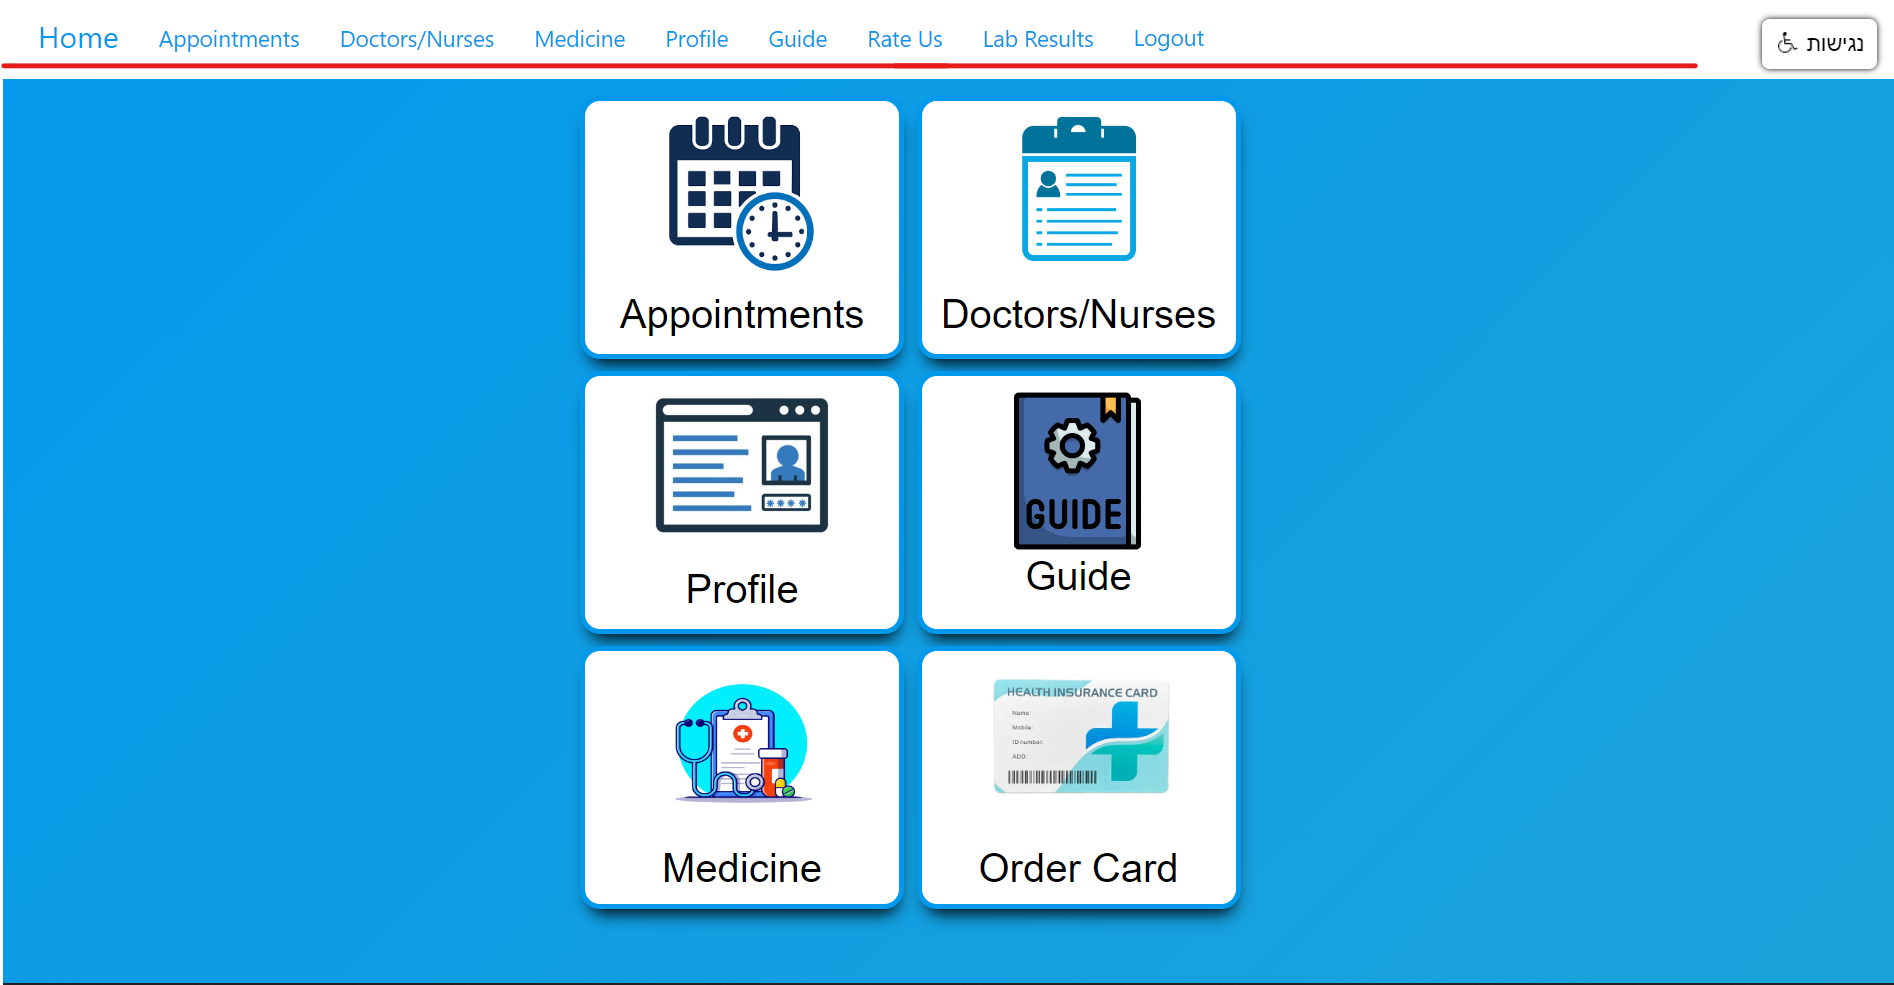 Home Appointments Doctors/Nurses Medicine Profile Guide Rate Us Lab Results Logout
נגישות
Appointments
Doctors/Nurses
GUIDE
Profile
Guide
HEALTH INSURANCE CARD
Name:
Mobile:
ID number:
ADD:
Medicine
Order Card